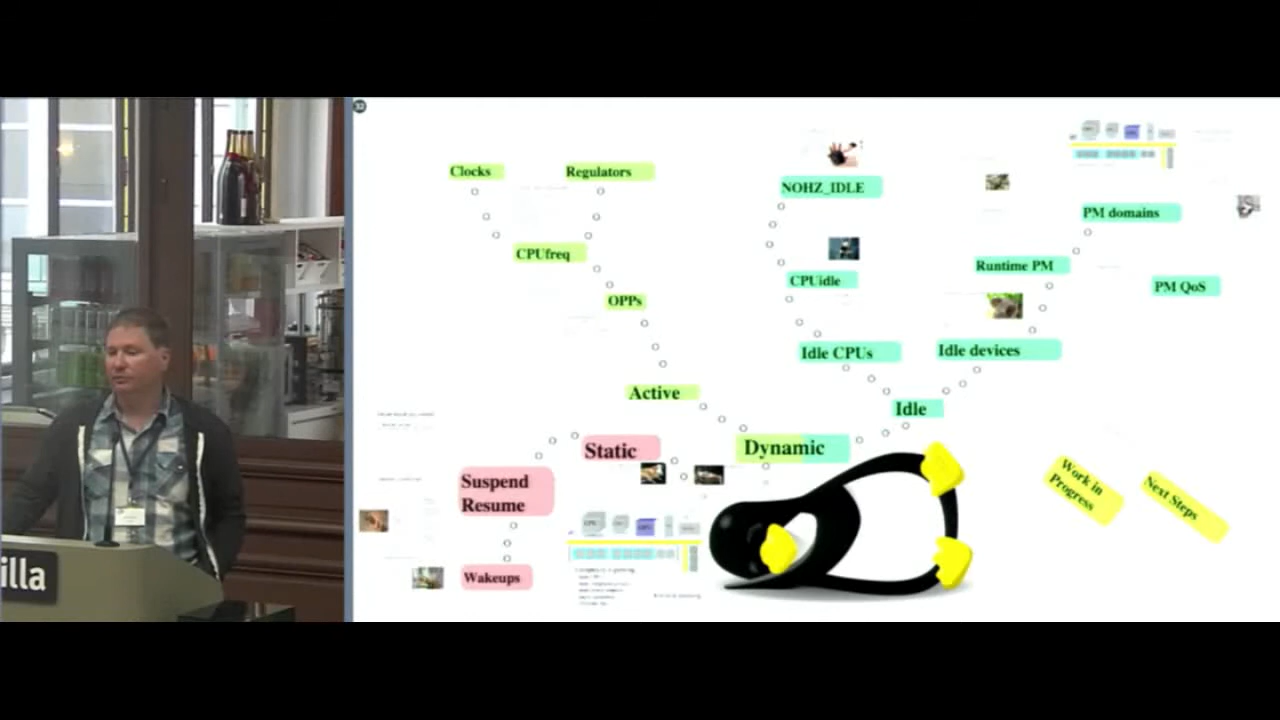 33
Clocks
Regulators
NOHZ_IDLE
PM domains
CPUfreq
Runtime PM
CPUidle
PM QoS
OPPs
Idle CPUs
Idle devices
Active
Idle
Static
Dynamic
Suspend
Resume
Work in
Progress
Next Steps
Wakeups
illa